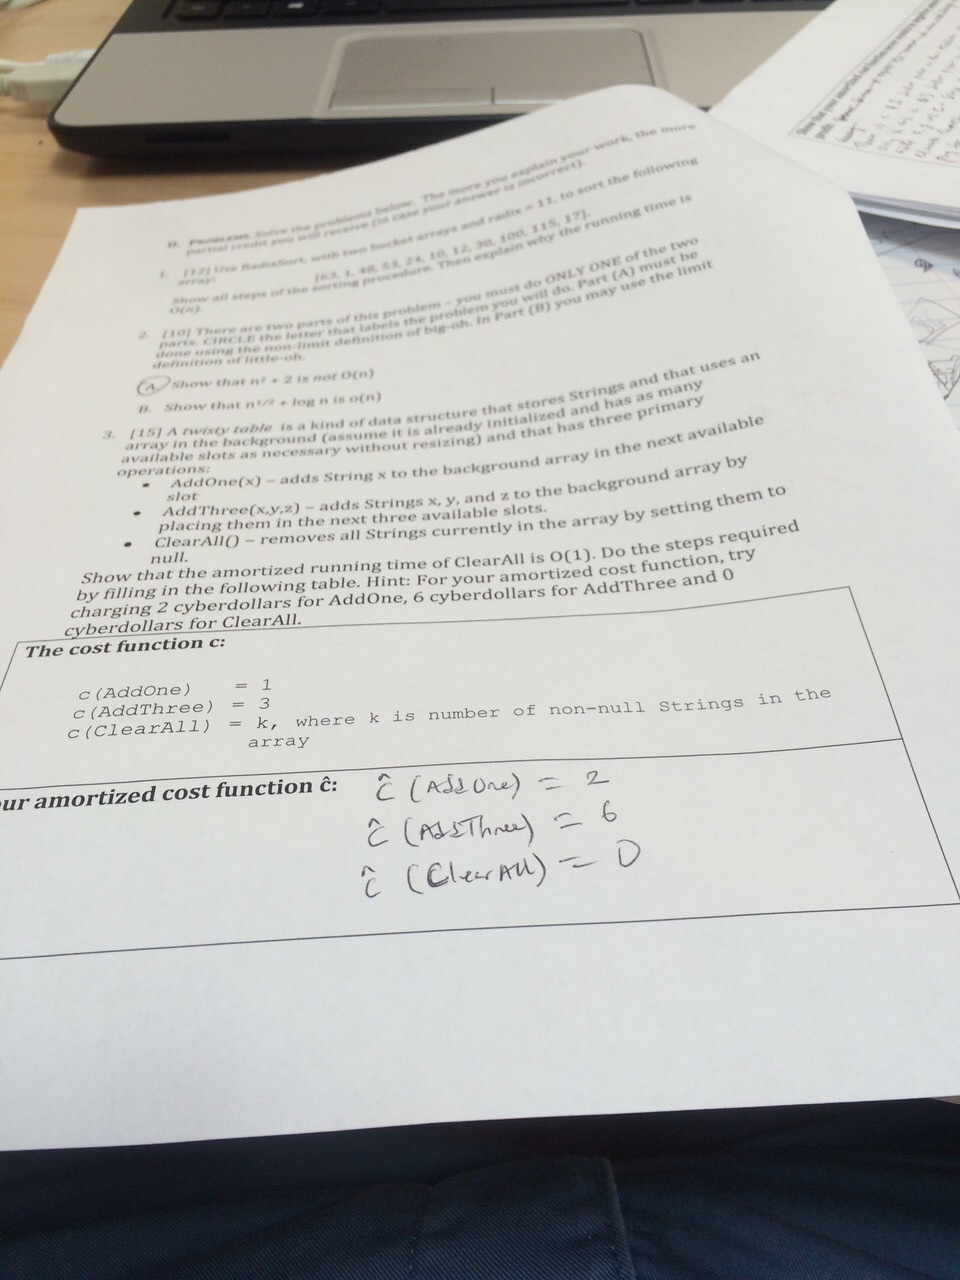 II. PROBLEMS. Solve the problems below. The more you explain your work, the more
partial credit you will receive (in case your answer is incorrect).
1. [12] Use RadixSort, with two bucket arrays and radix = 11, to sort the following
array:
[63, 1, 48, 53, 24, 10, 12, 30, 100, 115, 17].
Show all steps of the sorting procedure. Then explain why the running time is
O(n).
2. [10] There are two parts of this problem – you must do ONLY ONE of the two
parts. CIRCLE the letter that labels the problem you will do. Part (A) must be
done using the non-limit definition of big-oh. In Part (B) you may use the limit
definition of little-oh.
A. Show that n² + 2 is not O(n)
B. Show that n¹/² + log n is o(n)
3. [15] A twisty table is a kind of data structure that stores Strings and that uses an
array in the background (assume it is already initialized and has as many
available slots as necessary without resizing) and that has three primary
operations:
• AddOne(x) – adds String x to the background array in the next available
slot
• AddThree(x,y,z) – adds Strings x, y, and z to the background array by
placing them in the next three available slots.
• ClearAll() – removes all Strings currently in the array by setting them to
null.
Show that the amortized running time of ClearAll is O(1). Do the steps required
by filling in the following table. Hint: For your amortized cost function, try
charging 2 cyberdollars for AddOne, 6 cyberdollars for AddThree and 0
cyberdollars for ClearAll.
The cost function c:
c(AddOne) = 1
c(AddThree) = 3
c(ClearAll) = k, where k is number of non-null Strings in the
array
ur amortized cost function ĉ: ĉ (AddOne) = 2
ĉ (AddThree) = 6
ĉ (ClearAll) = 0